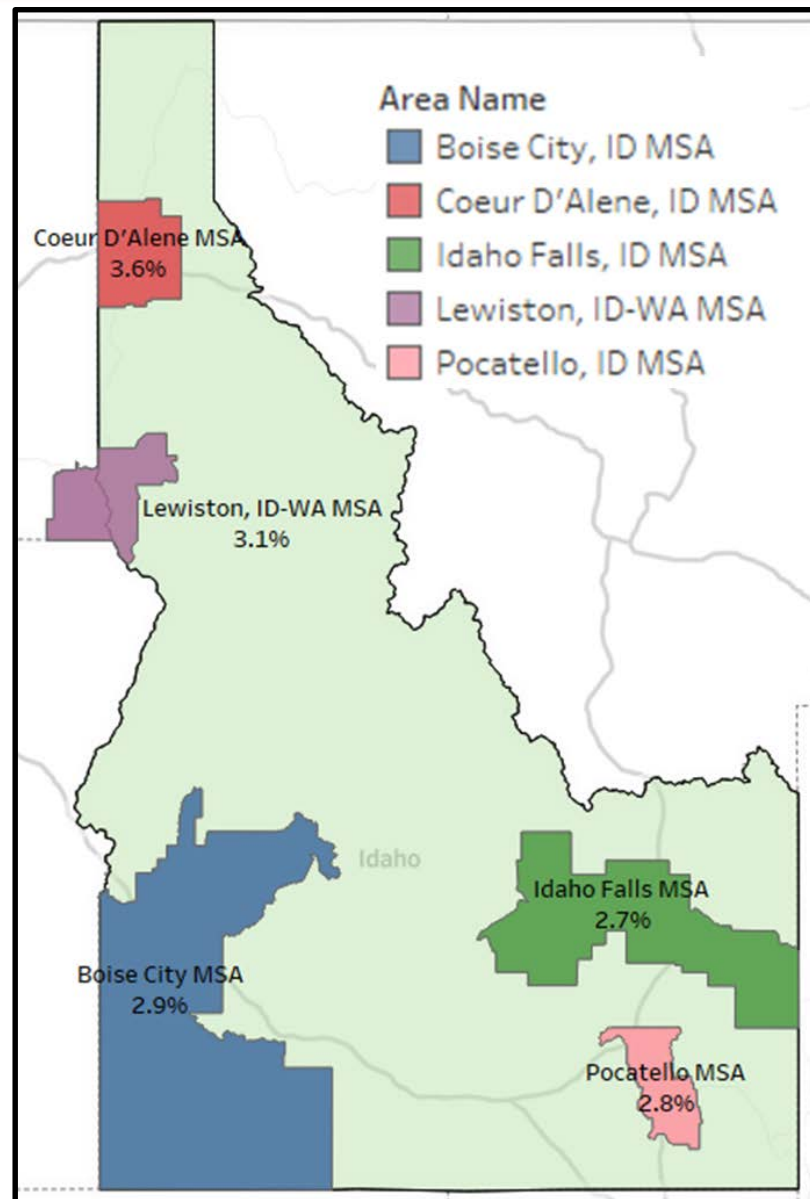 Area Name
Boise City, ID MSA
Coeur D'Alene, ID MSA
Idaho Falls, ID MSA
Lewiston, ID-WA MSA
Pocatello, ID MSA
Coeur D'Alene MSA
3.6%
Lewiston, ID-WA MSA
3.1%
Idaho
Idaho Falls MSA
2.7%
Boise City MSA
2.9%
Pocatello MSA
2.8%